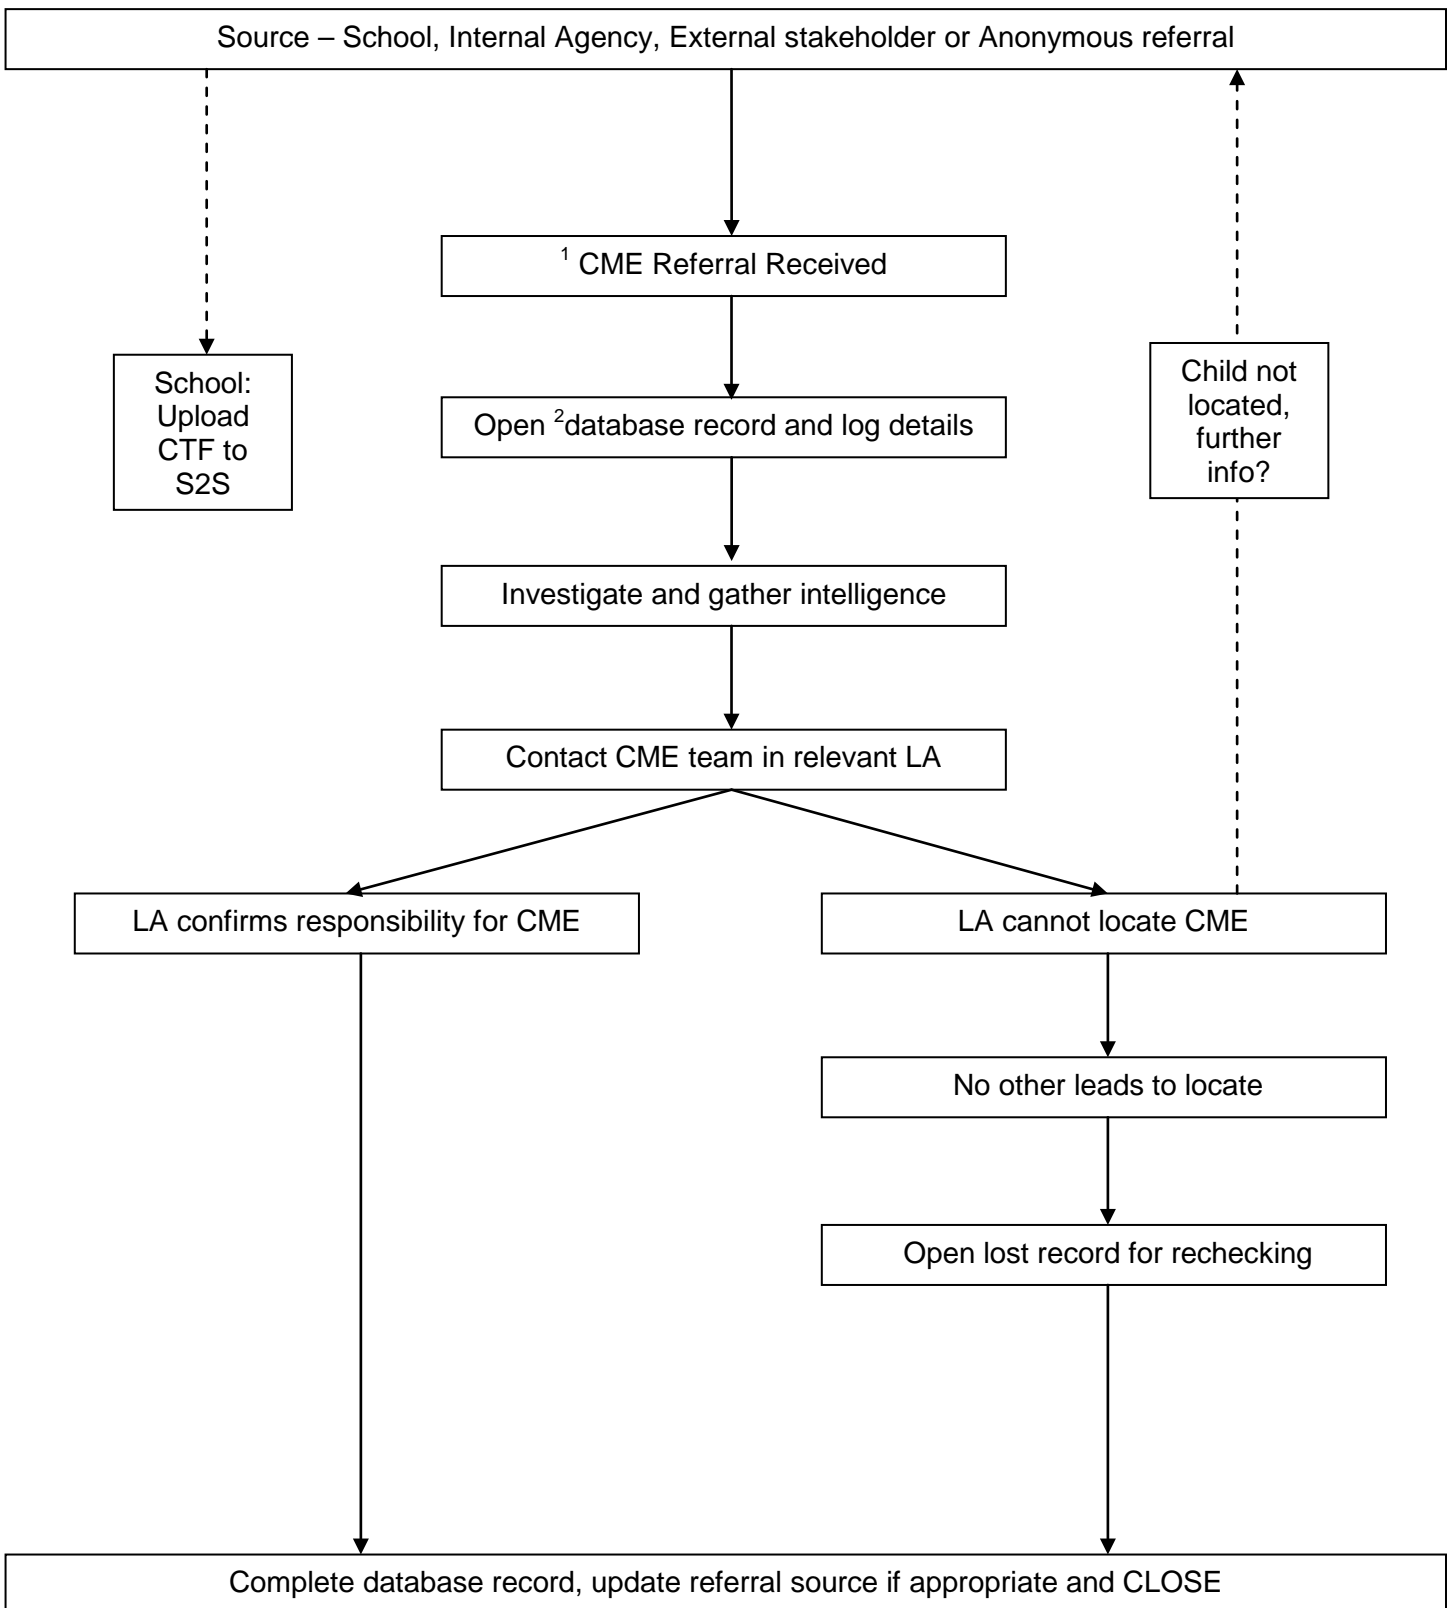 Source – School, Internal Agency, External stakeholder or Anonymous referral
¹ CME Referral Received
School:
Upload
CTF to
S2S
Child not
located,
further
info?
Open ²database record and log details
Investigate and gather intelligence
Contact CME team in relevant LA
LA confirms responsibility for CME
LA cannot locate CME
No other leads to locate
Open lost record for rechecking
Complete database record, update referral source if appropriate and CLOSE